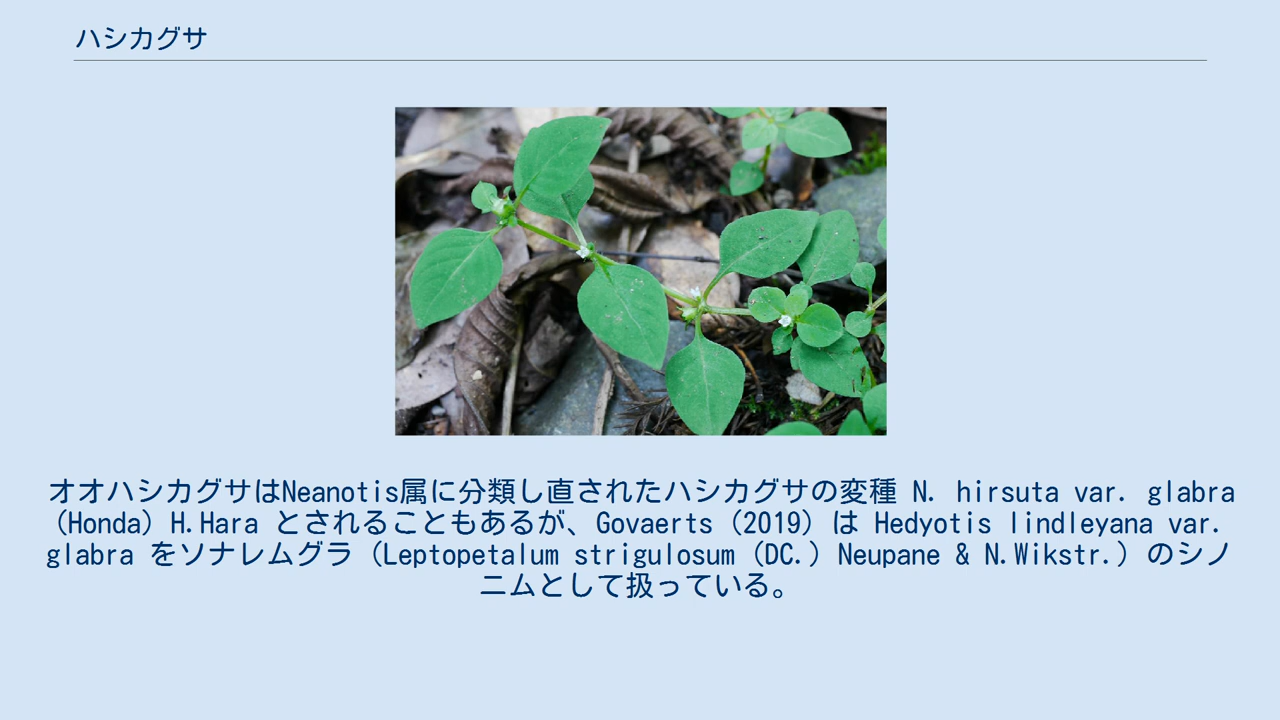 ハシカグサ
オオハシカグサはNeanotis属に分類し直されたハシカグサの変種 N. hirsuta var. glabra
（Honda）H.Hara とされることもあるが、Govaerts（2019）は Hedyotis lindleyana var.
glabra をソナレムグラ（Leptopetalum strigulosum（DC.）Neupane & N.Wikstr.）のシノ
ニムとして扱っている。